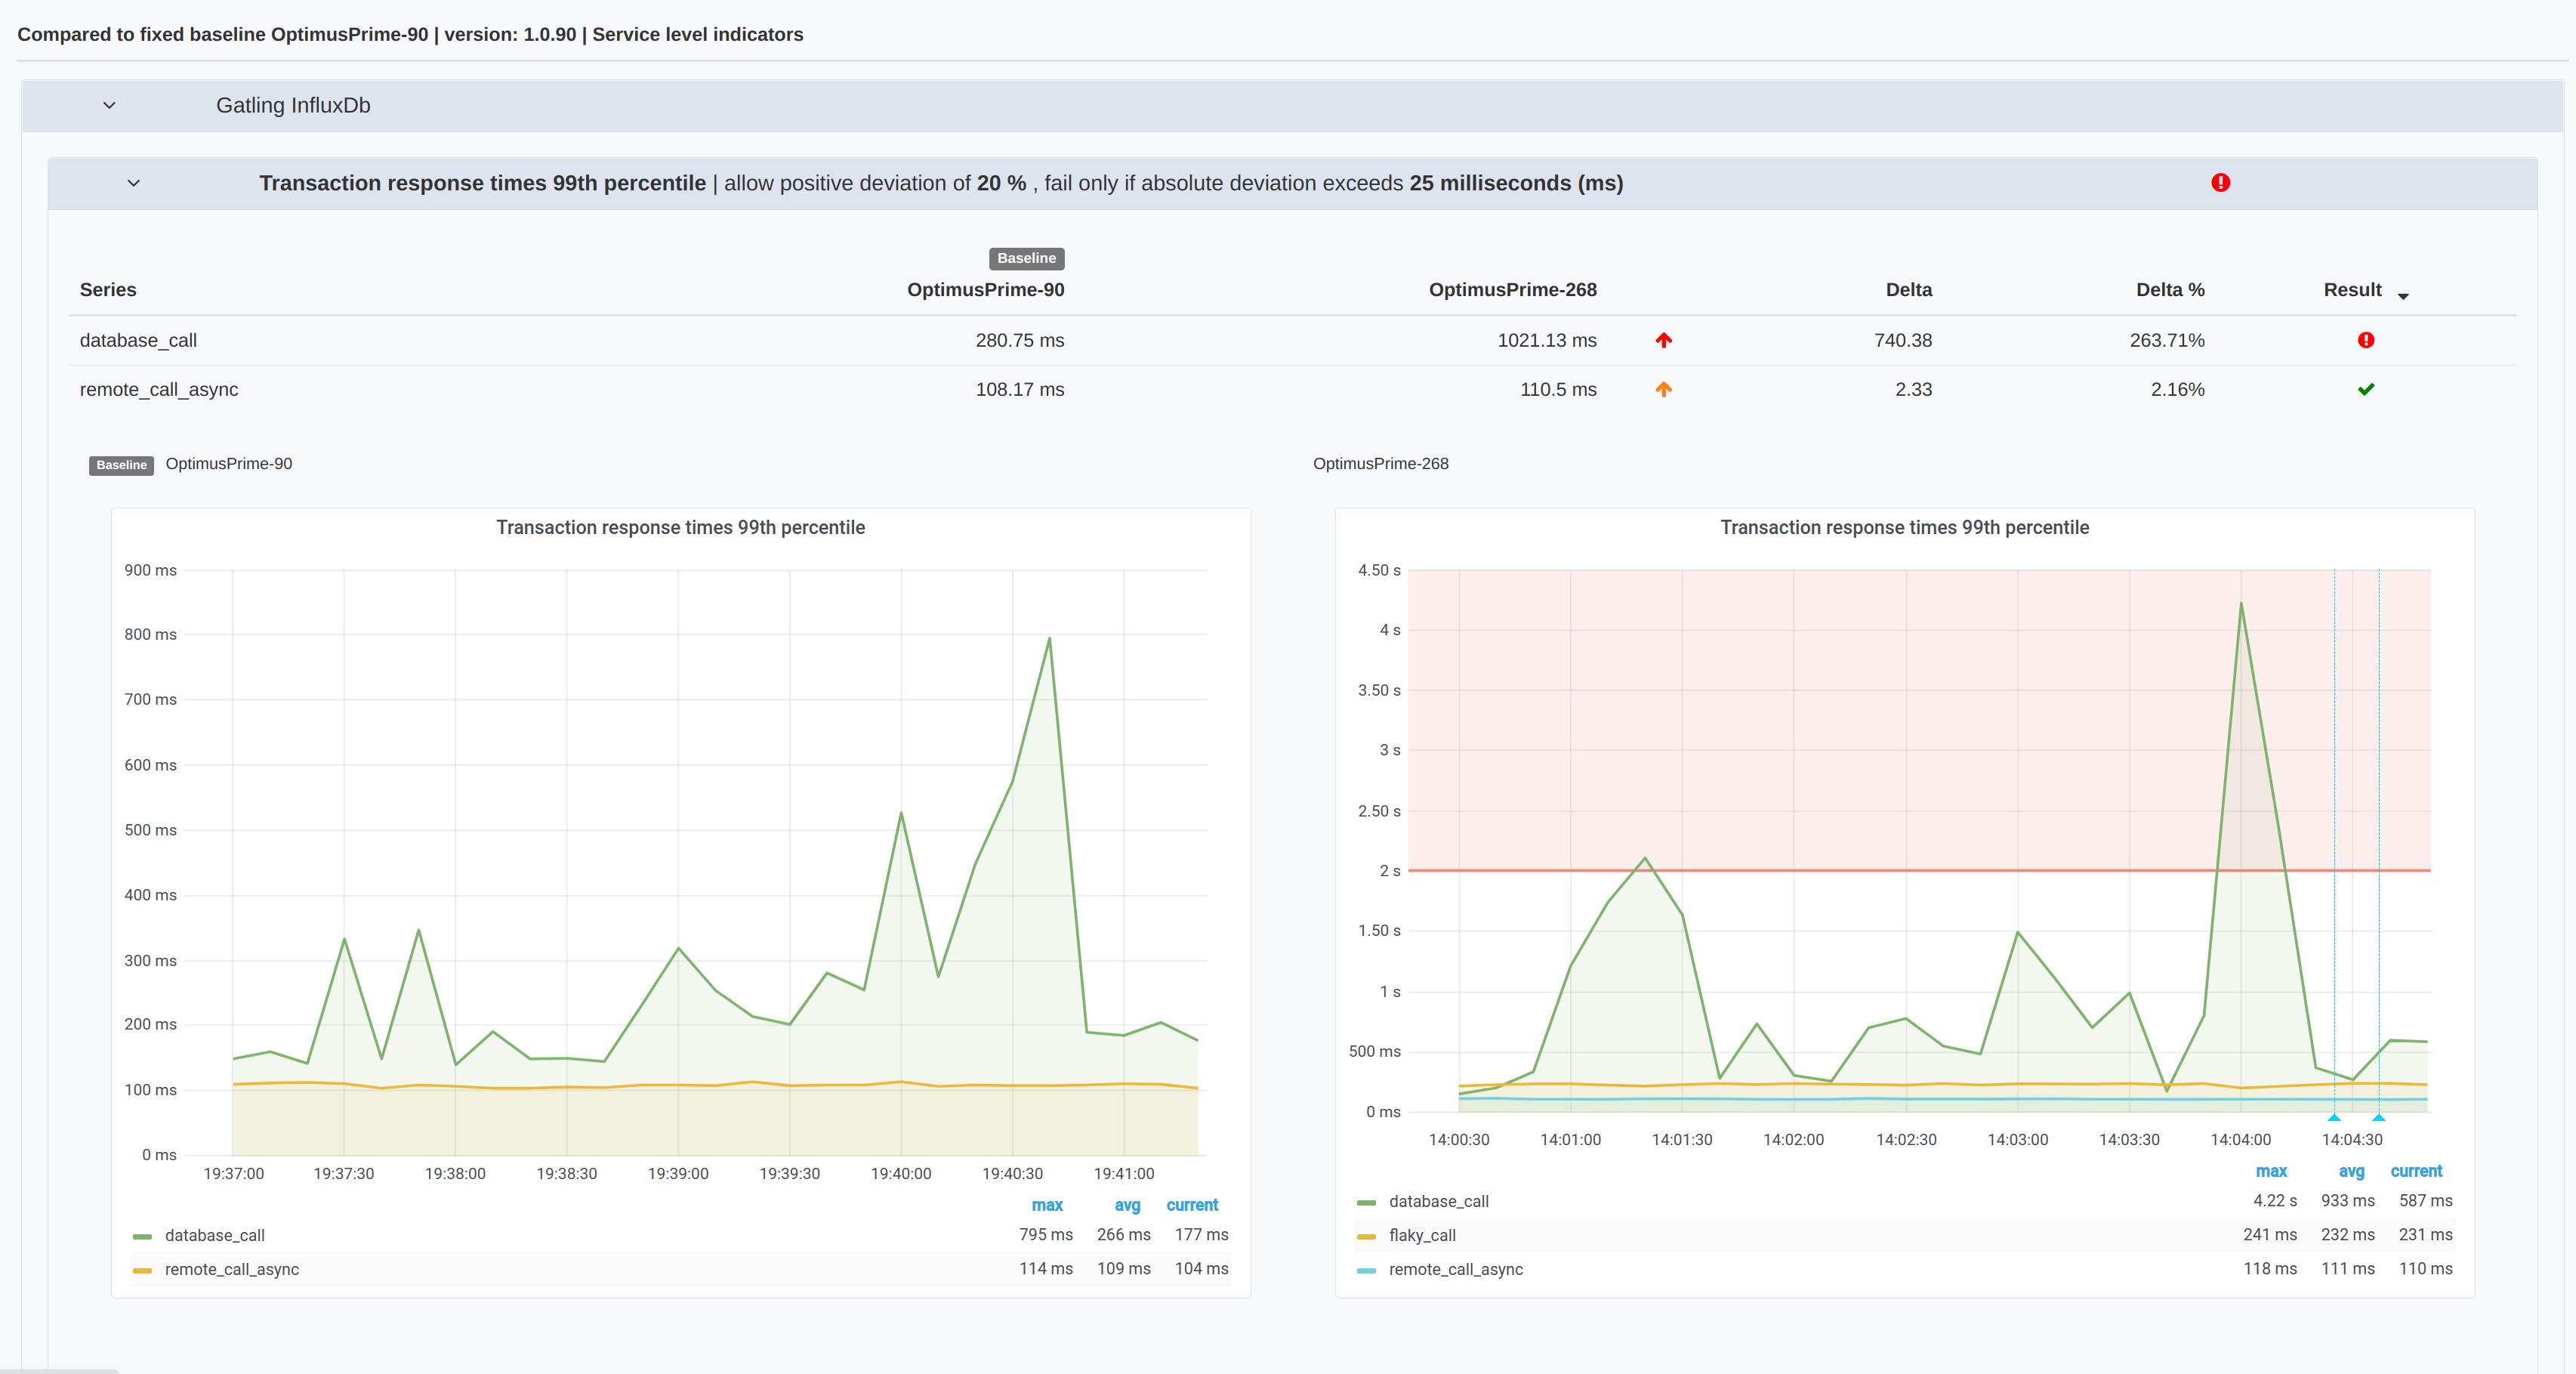 Compared to fixed baseline OptimusPrime-90 | version: 1.0.90 | Service level indicators
Gatling InfluxDb
Transaction response times 99th percentile | allow positive deviation of 20 % , fail only if absolute deviation exceeds 25 milliseconds (ms)
Baseline
Series OptimusPrime-90 OptimusPrime-268 Delta Delta % Result
database_call 280.75 ms 1021.13 ms 740.38 263.71%
remote_call_async 108.17 ms 110.5 ms 2.33 2.16%
Baseline OptimusPrime-90
Transaction response times 99th percentile
900 ms
800 ms
700 ms
600 ms
500 ms
400 ms
300 ms
200 ms
100 ms
0 ms
19:37:00 19:37:30 19:38:00 19:38:30 19:39:00 19:39:30 19:40:00 19:40:30 19:41:00
max avg current
database_call 795 ms 266 ms 177 ms
remote_call_async 114 ms 109 ms 104 ms
OptimusPrime-268
Transaction response times 99th percentile
4.50 s
4 s
3.50 s
3 s
2.50 s
2 s
1.50 s
1 s
500 ms
0 ms
14:00:30 14:01:00 14:01:30 14:02:00 14:02:30 14:03:00 14:03:30 14:04:00 14:04:30
max avg current
database_call 4.22 s 933 ms 587 ms
flaky_call 241 ms 232 ms 231 ms
remote_call_async 118 ms 111 ms 110 ms